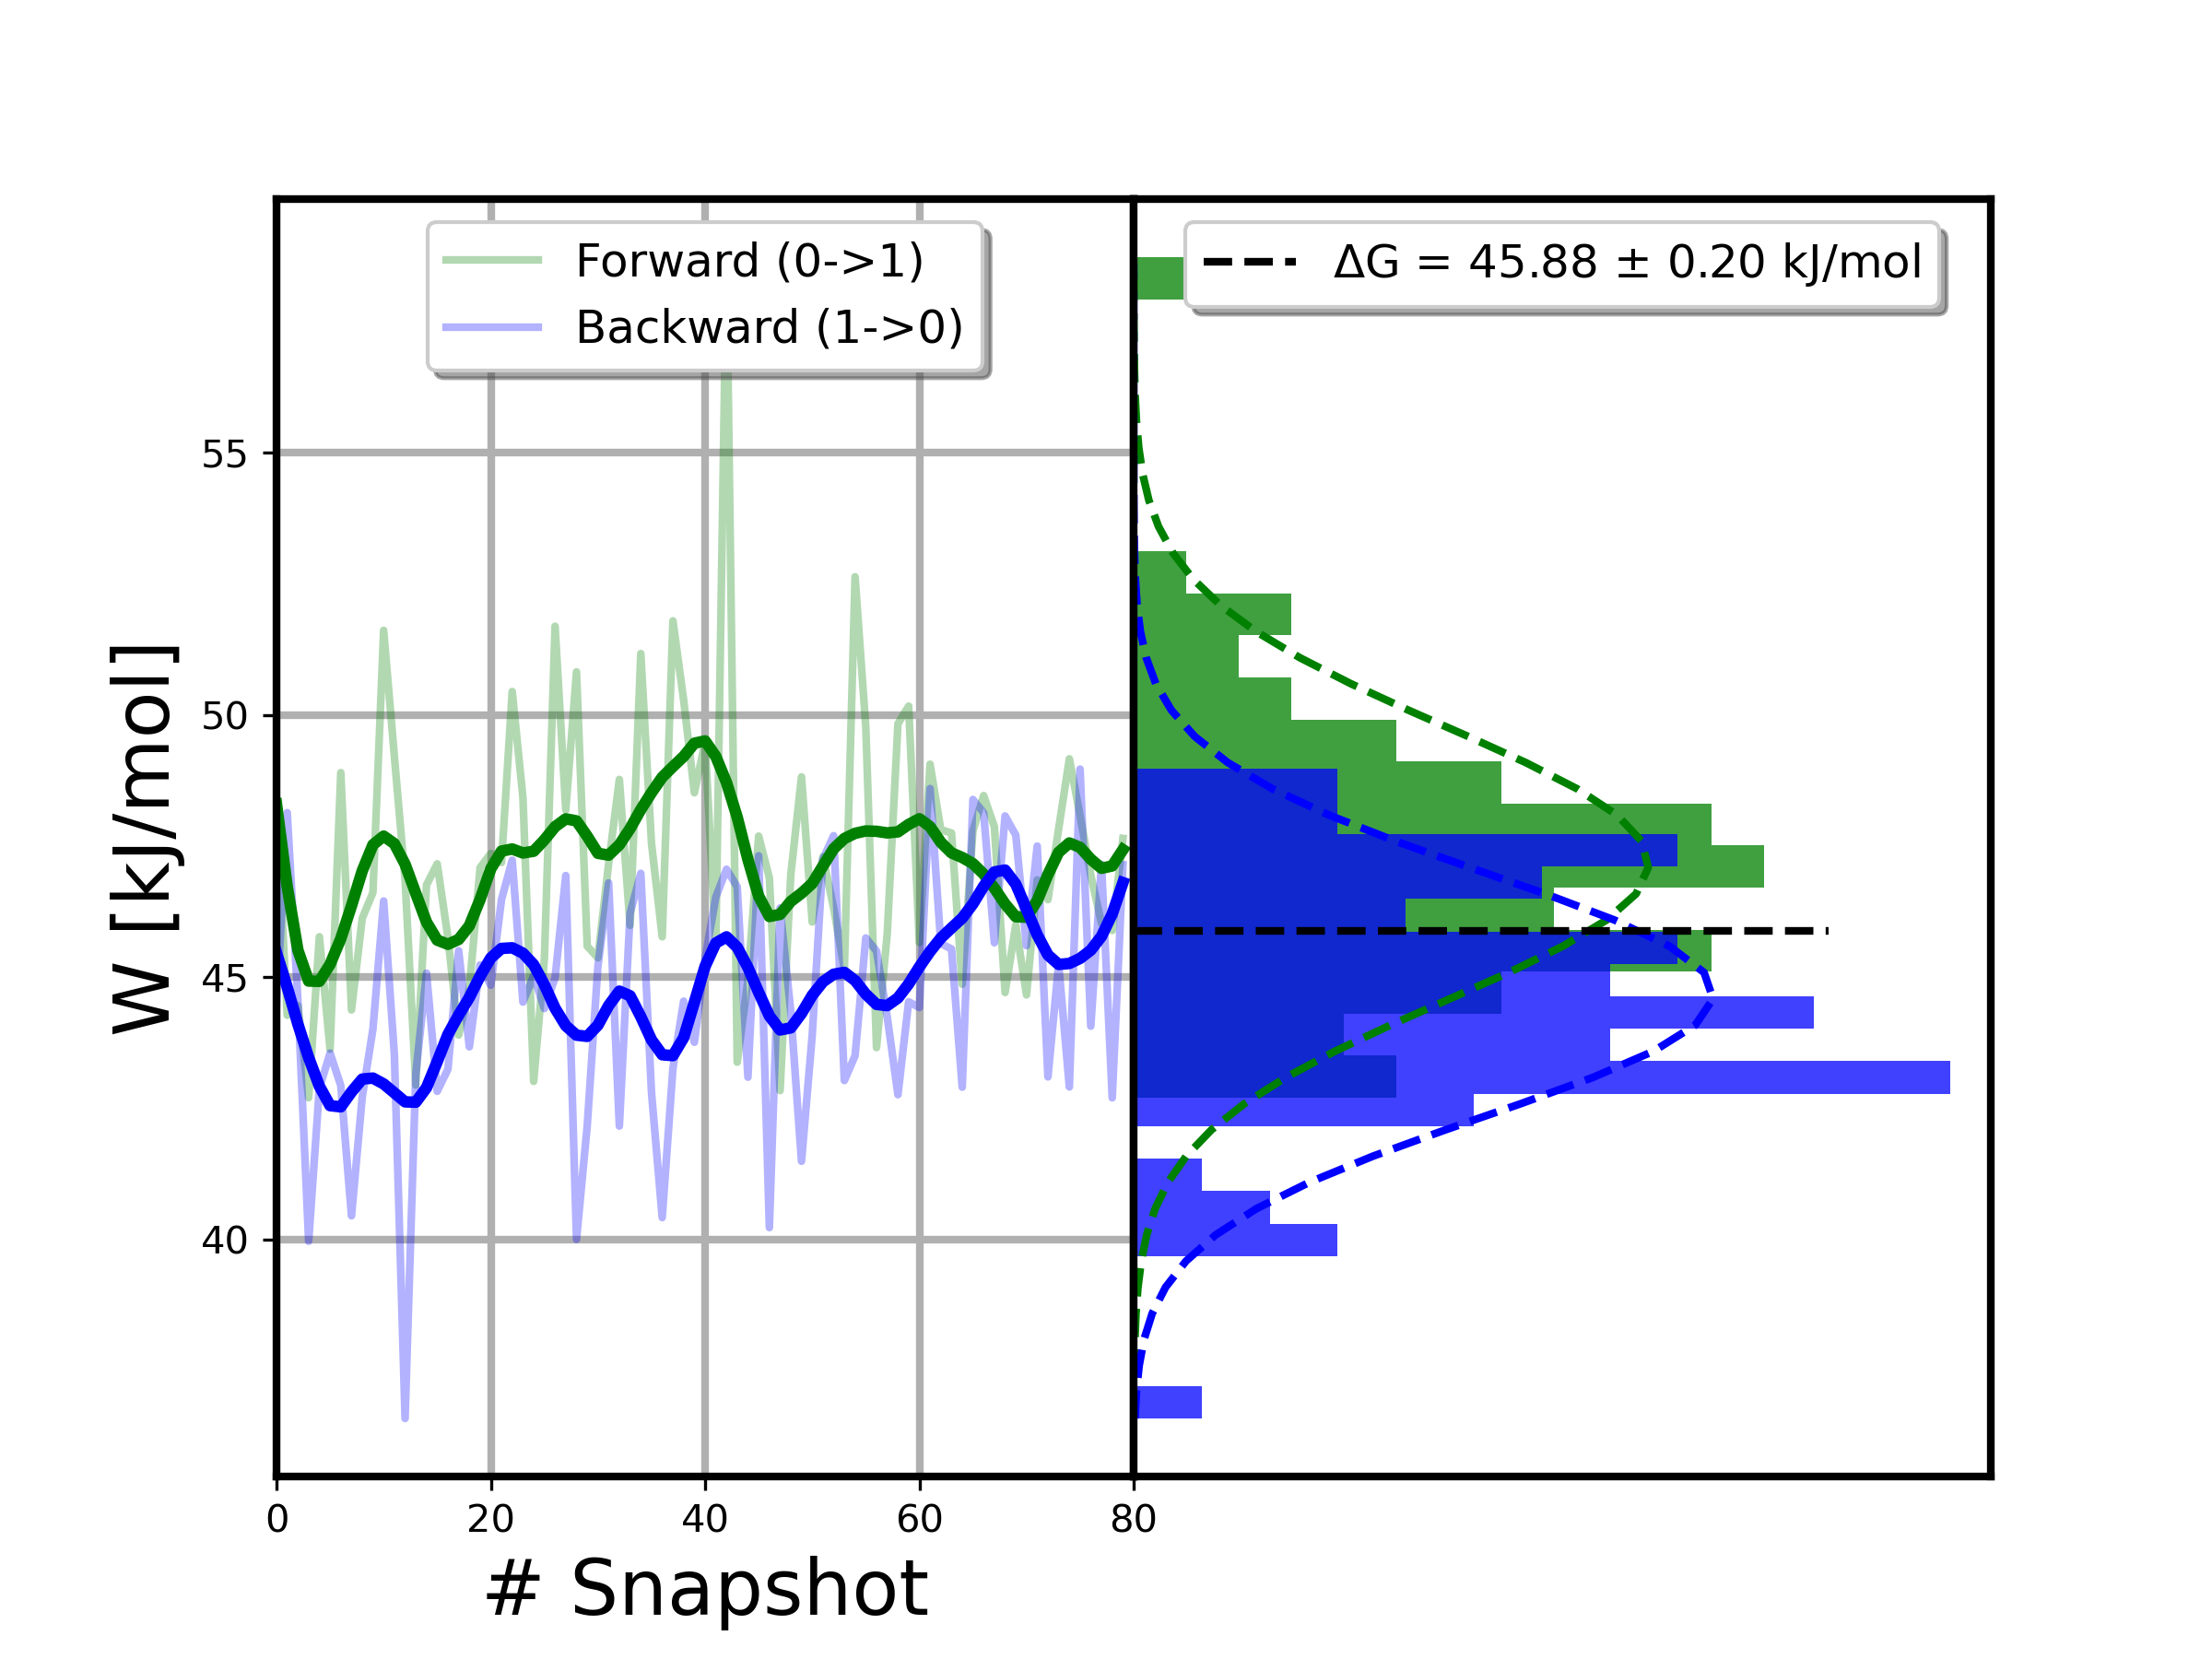 Forward (0->1)
Backward (1->0)
ΔG = 45.88 ± 0.20 kJ/mol
W [kJ/mol]
55
50
45
40
0 20 40 60 80
# Snapshot